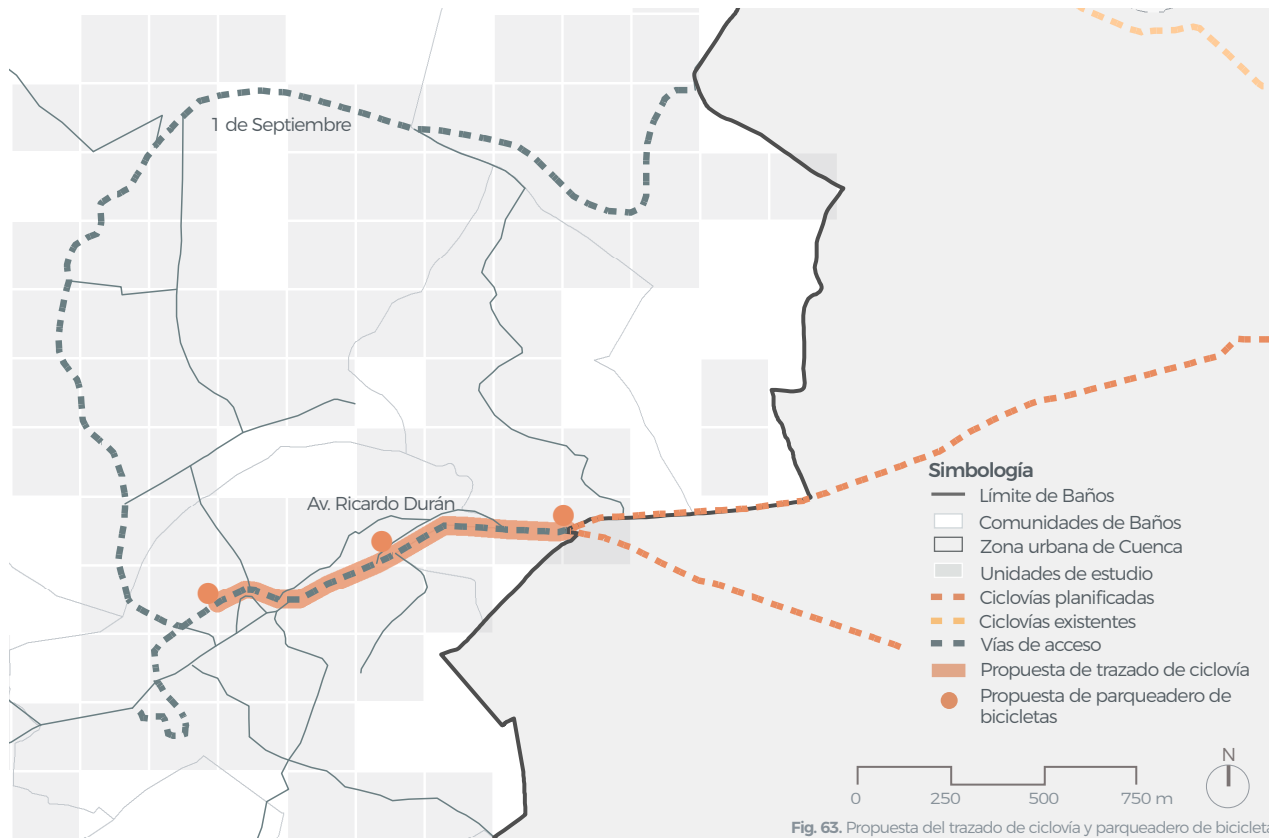 1 de Septiembre
Av. Ricardo Durán
Simbología
Límite de Baños
Comunidades de Baños
Zona urbana de Cuenca
Unidades de estudio
Ciclovías planificadas
Ciclovías existentes
Vías de acceso
Propuesta de trazado de ciclovía
Propuesta de parqueadero de
bicicletas
N
0 250 500 750 m
Fig. 63. Propuesta del trazado de ciclovía y parqueadero de